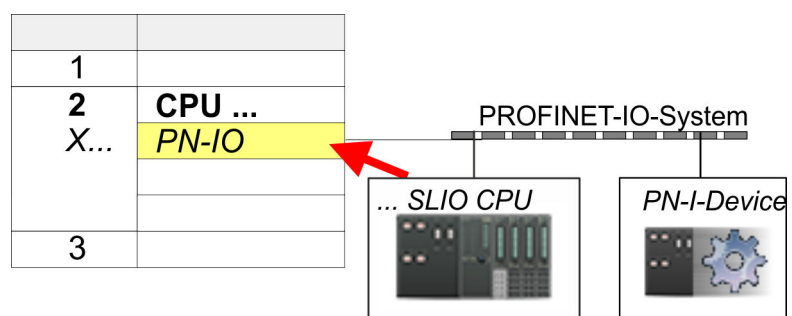 1
2 CPU ...
X... PN-IO
3
PROFINET-IO-System
... SLIO CPU
PN-I-Device